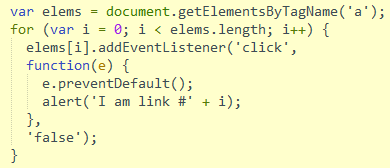 var elems = document.getElementsByTagName('a');
for (var i = 0; i < elems.length; i++) {
  elems[i].addEventListener('click',
  function(e) {
    e.preventDefault();
    alert('I am link #' + i);
  },
  'false');
}